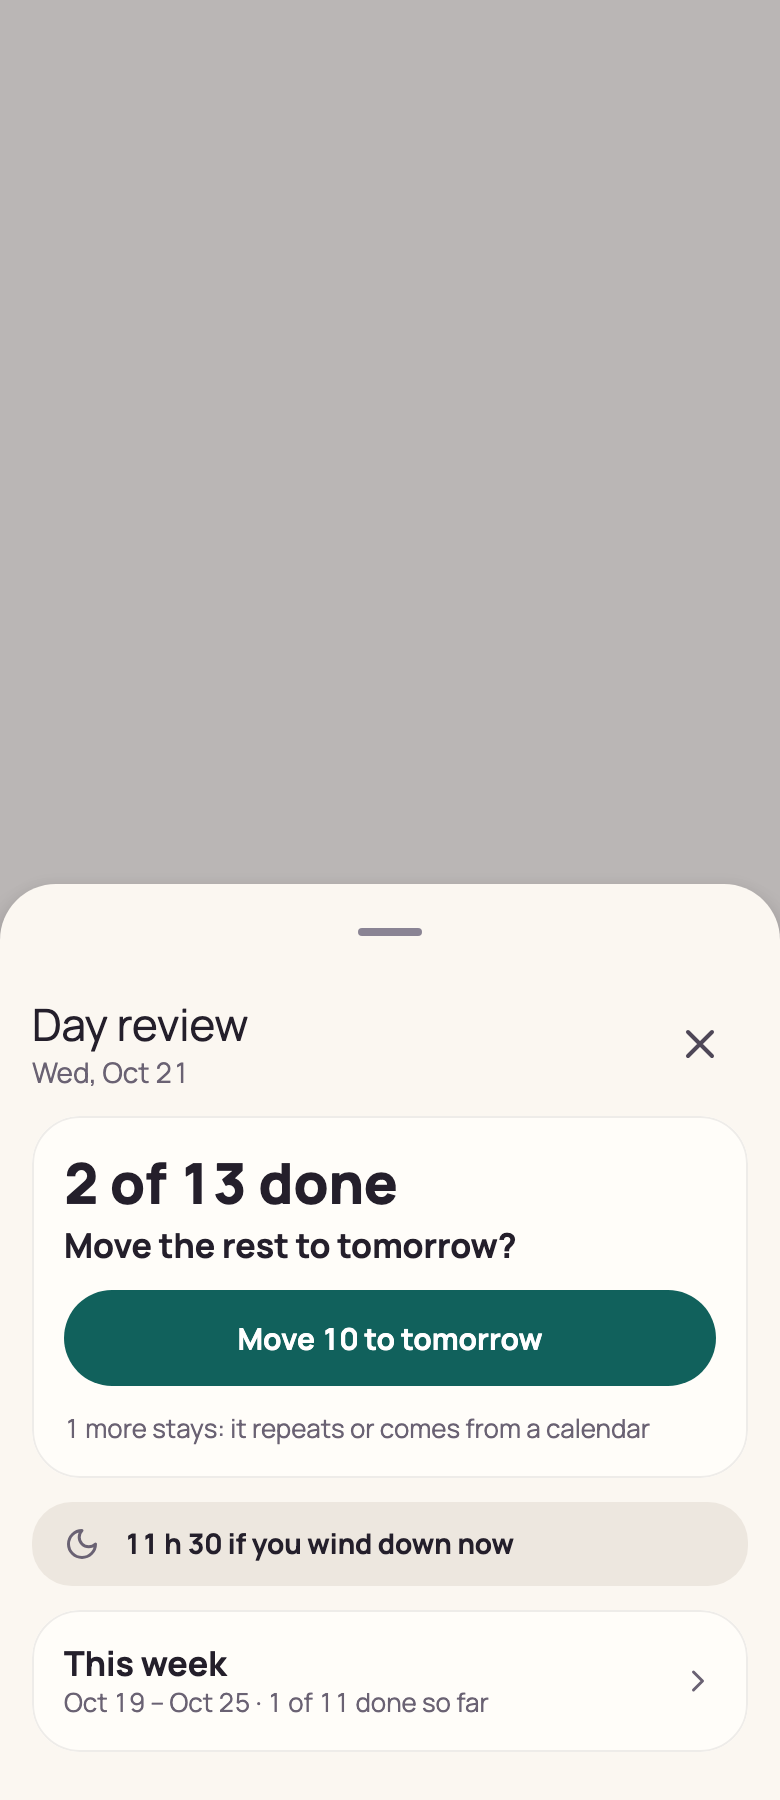 Day review
Wed, Oct 21
2 of 13 done
Move the rest to tomorrow?
Move 10 to tomorrow
1 more stays: it repeats or comes from a calendar
11 h 30 if you wind down now
This week
Oct 19 – Oct 25 · 1 of 11 done so far